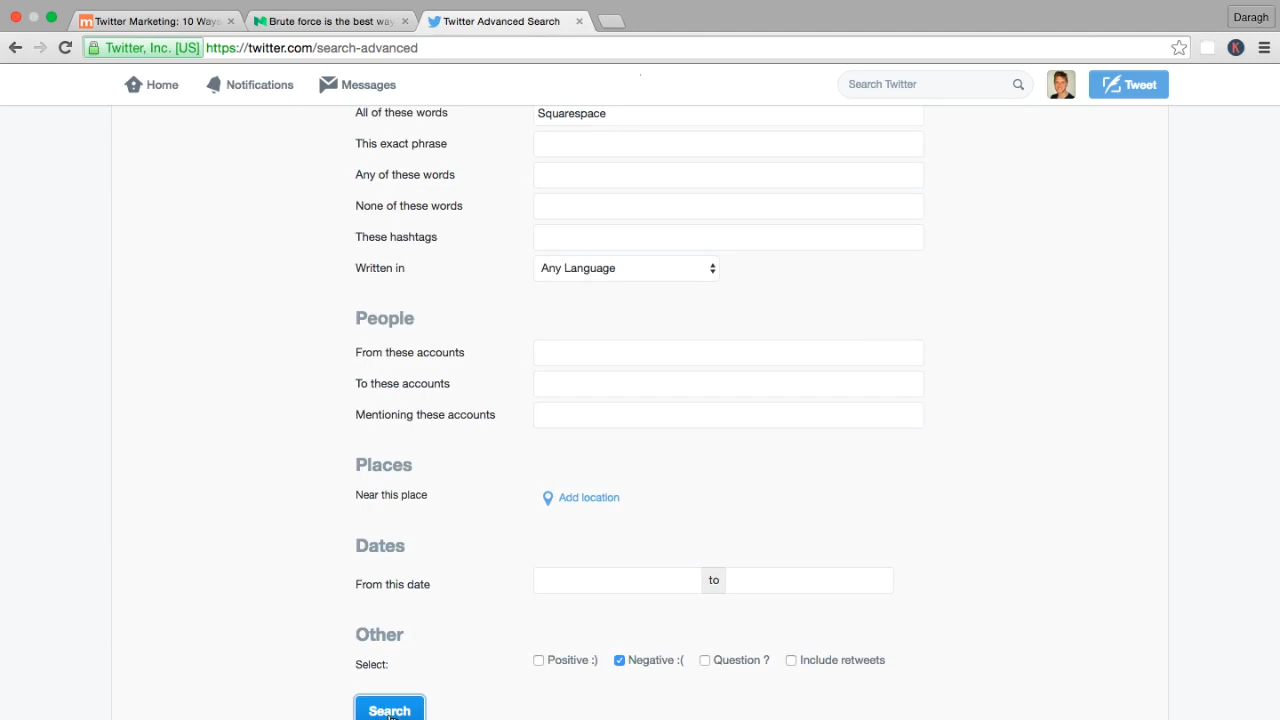 Twitter Marketing: 10 Ways
Brute force is the best way
Twitter Advanced Search
Daragh
Twitter, Inc. [US] https://twitter.com/search-advanced
K
Home Notifications Messages Search Twitter Tweet
All of these words Squarespace
This exact phrase
Any of these words
None of these words
These hashtags
Written in Any Language
People
From these accounts
To these accounts
Mentioning these accounts
Places
Near this place Add location
Dates
From this date to
Other
Select: Positive :) Negative :( Question ? Include retweets
Search